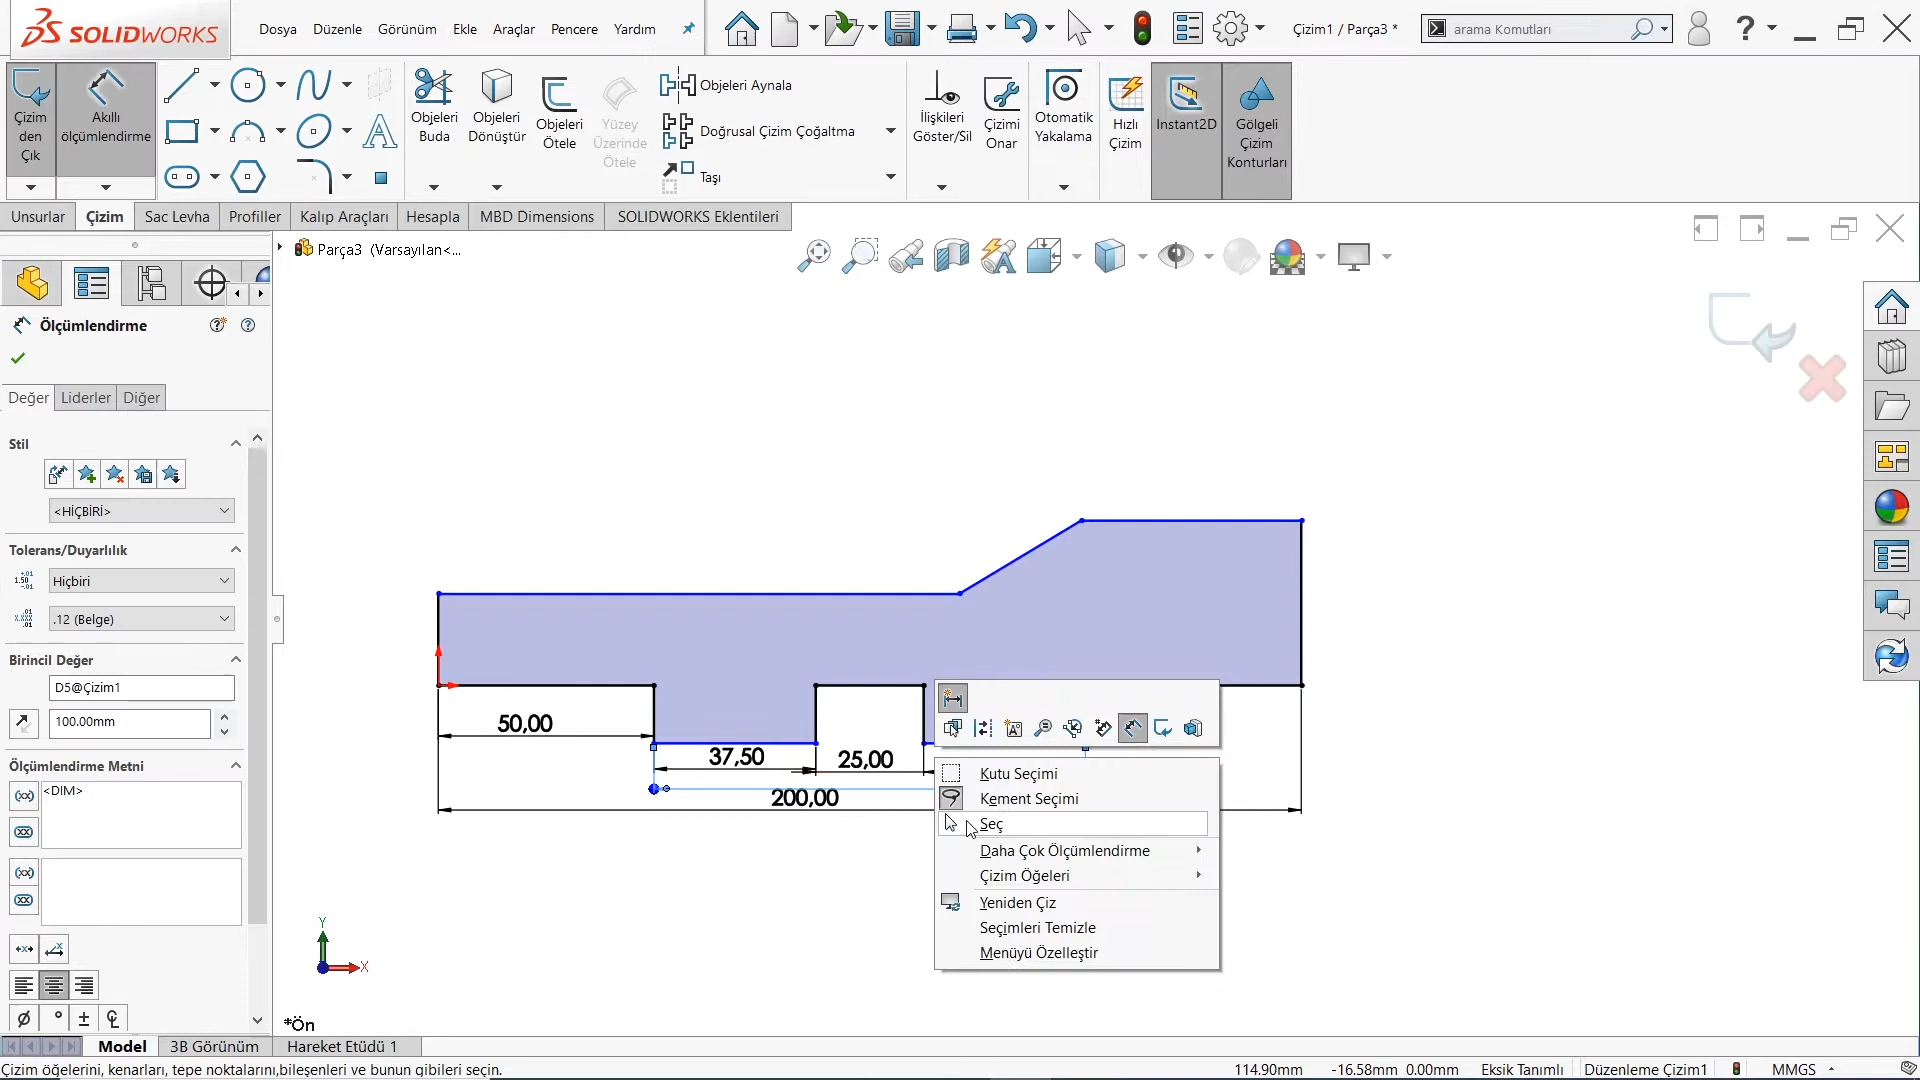 SOLIDWORKS
Dosya Düzenle Görünüm Ekle Araçlar Pencere Yardım
Çizim1 / Parça3 *
arama Komutları
Çizim
den
Çık
Akıllı
ölçümlendirme
Objeleri
Buda
Objeleri
Dönüştür
Objeleri
Ötele
Yüzey
Üzerinde
Ötele
Objeleri Aynala
Doğrusal Çizim Çoğaltma
Taşı
İlişkileri
Göster/Sil
Çizimi
Onar
Otomatik
Yakalama
Hızlı
Çizim
Instant2D
Gölgeli
Çizim
Konturları
Unsurlar Çizim Sac Levha Profiller Kalıp Araçları Hesapla MBD Dimensions SOLIDWORKS Eklentileri
Parça3 (Varsayılan<...
Ölçümlendirme
Değer Liderler Diğer
Stil
<HİÇBİRİ>
Tolerans/Duyarlılık
Hiçbiri
.12 (Belge)
Birincil Değer
D5@Çizim1
100.00mm
Ölçümlendirme Metni
<DIM>
50,00
37,50
25,00
200,00
Kutu Seçimi
Kement Seçimi
Seç
Daha Çok Ölçümlendirme
Çizim Öğeleri
Yeniden Çiz
Seçimleri Temizle
Menüyü Özelleştir
Y
X
*Ön
Model 3B Görünüm Hareket Etüdü 1
Çizim öğelerini, kenarları, tepe noktalarını,bileşenleri ve bunun gibileri seçin.
114.90mm -16.58mm 0.00mm Eksik Tanımlı Düzenleme Çizim1 MMGS